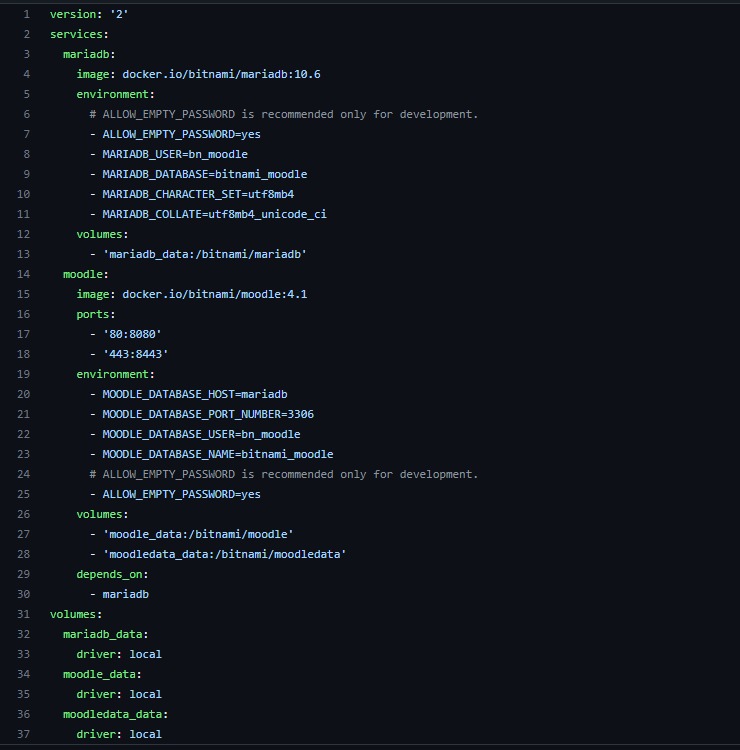 1 version: '2'
2 services:
3   mariadb:
4     image: docker.io/bitnami/mariadb:10.6
5     environment:
6       # ALLOW_EMPTY_PASSWORD is recommended only for development.
7       - ALLOW_EMPTY_PASSWORD=yes
8       - MARIADB_USER=bn_moodle
9       - MARIADB_DATABASE=bitnami_moodle
10       - MARIADB_CHARACTER_SET=utf8mb4
11       - MARIADB_COLLATE=utf8mb4_unicode_ci
12     volumes:
13       - 'mariadb_data:/bitnami/mariadb'
14   moodle:
15     image: docker.io/bitnami/moodle:4.1
16     ports:
17       - '80:8080'
18       - '443:8443'
19     environment:
20       - MOODLE_DATABASE_HOST=mariadb
21       - MOODLE_DATABASE_PORT_NUMBER=3306
22       - MOODLE_DATABASE_USER=bn_moodle
23       - MOODLE_DATABASE_NAME=bitnami_moodle
24       # ALLOW_EMPTY_PASSWORD is recommended only for development.
25       - ALLOW_EMPTY_PASSWORD=yes
26     volumes:
27       - 'moodle_data:/bitnami/moodle'
28       - 'moodledata_data:/bitnami/moodledata'
29     depends_on:
30       - mariadb
31 volumes:
32   mariadb_data:
33     driver: local
34   moodle_data:
35     driver: local
36   moodledata_data:
37     driver: local